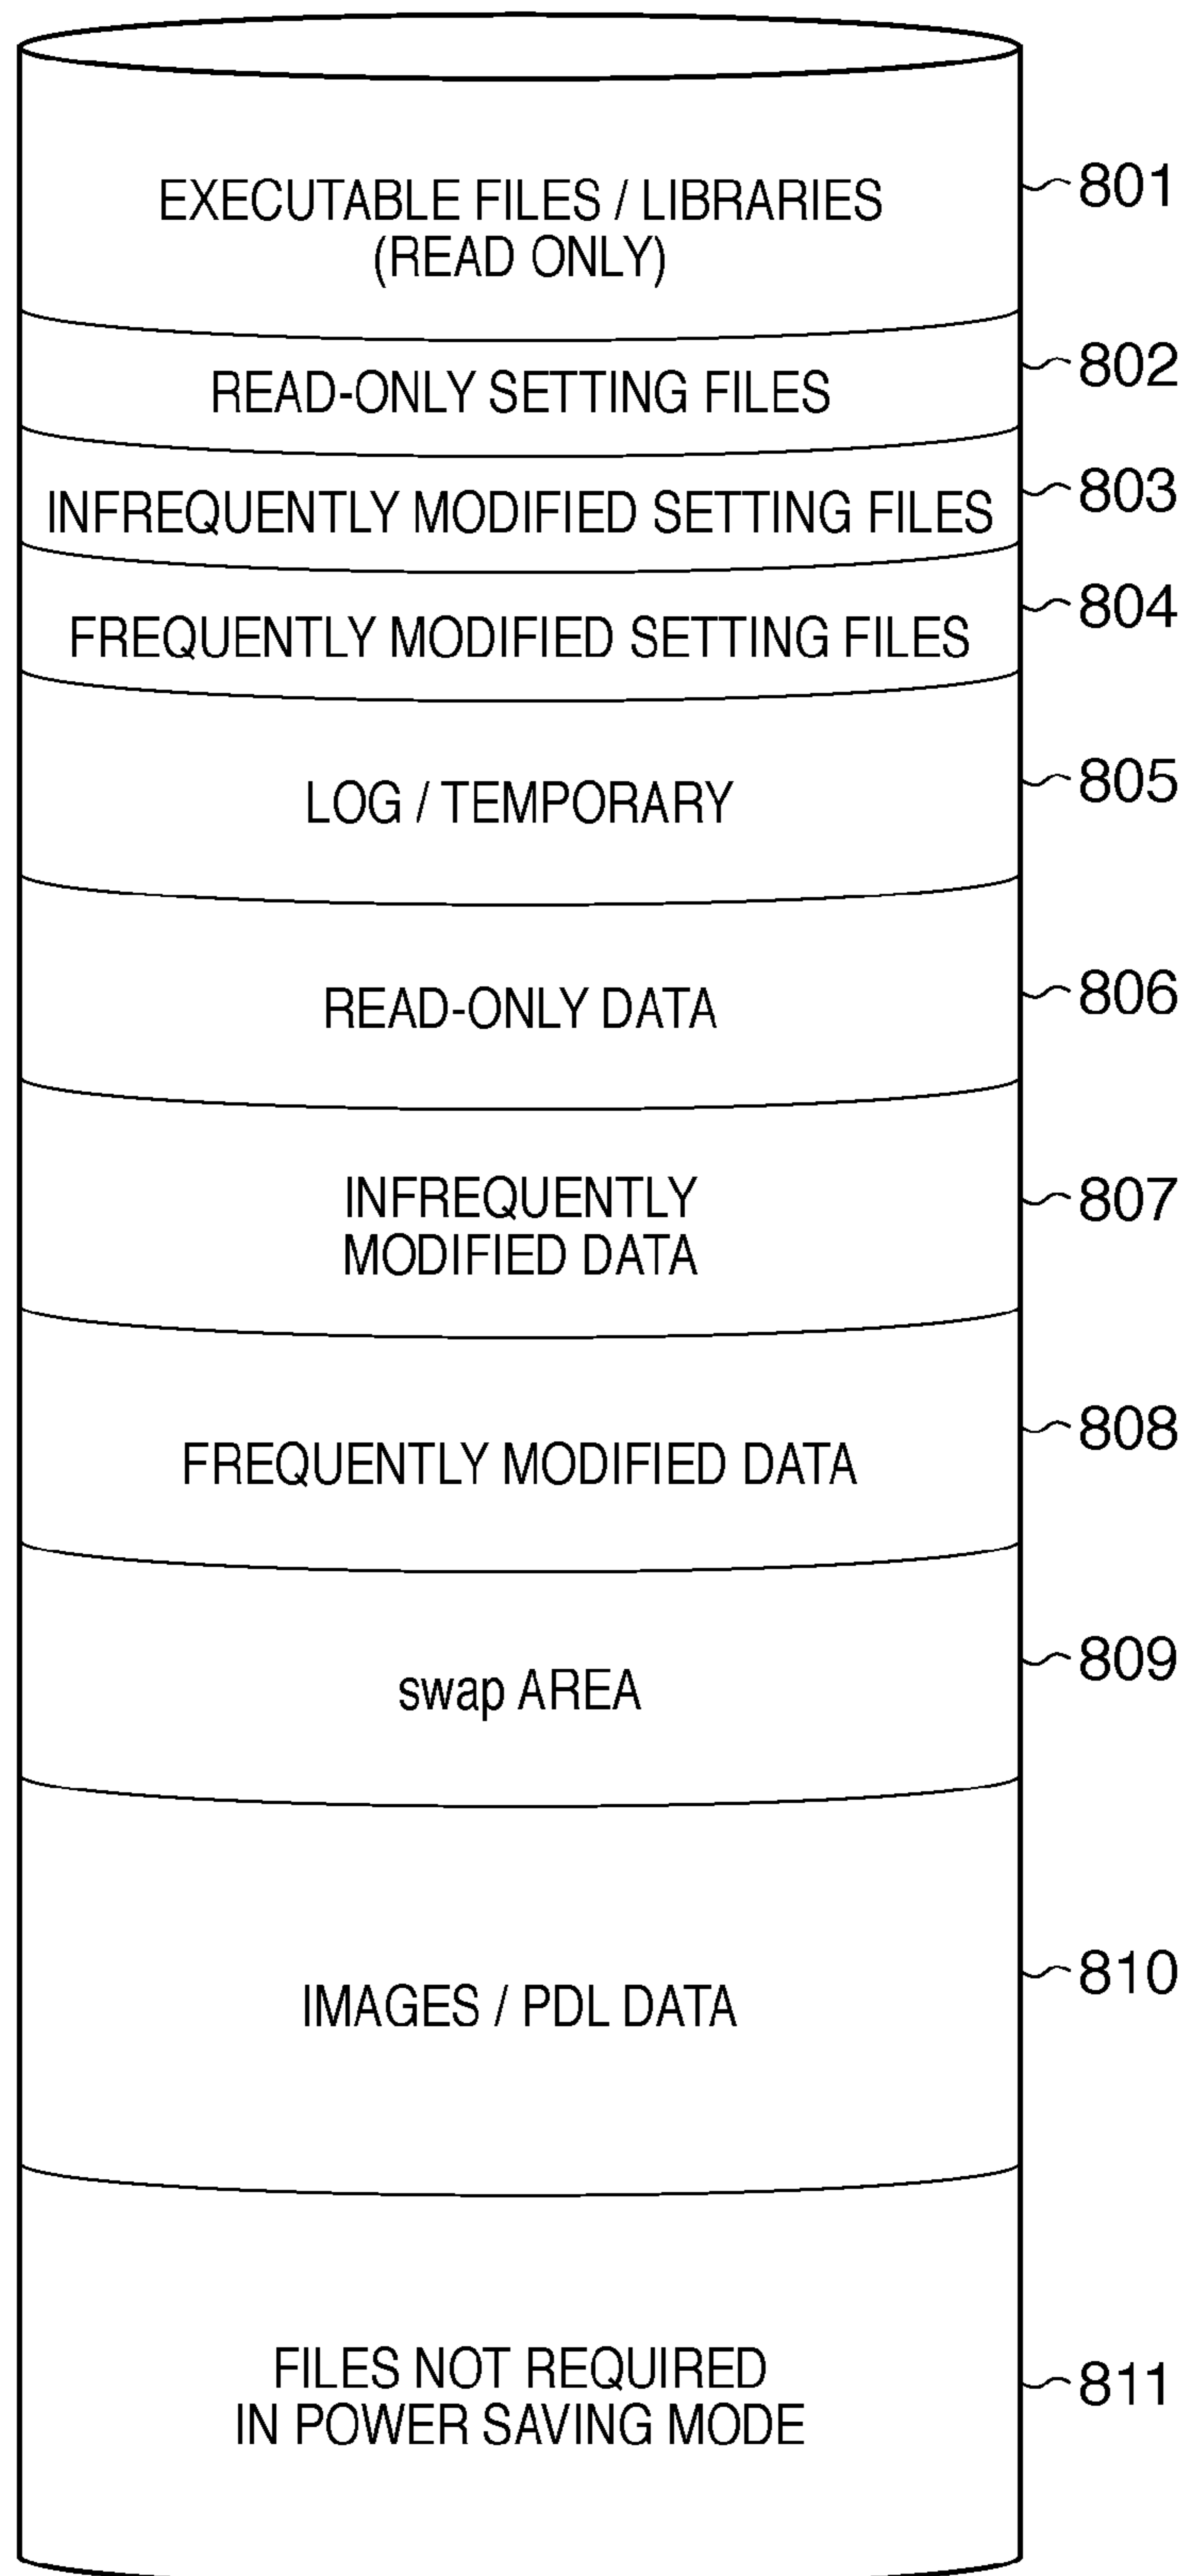 EXECUTABLE FILES / LIBRARIES
(READ ONLY)
801
READ-ONLY SETTING FILES
802
INFREQUENTLY MODIFIED SETTING FILES
803
FREQUENTLY MODIFIED SETTING FILES
804
LOG / TEMPORARY
805
READ-ONLY DATA
806
INFREQUENTLY
MODIFIED DATA
807
FREQUENTLY MODIFIED DATA
808
swap AREA
809
IMAGES / PDL DATA
810
FILES NOT REQUIRED
IN POWER SAVING MODE
811